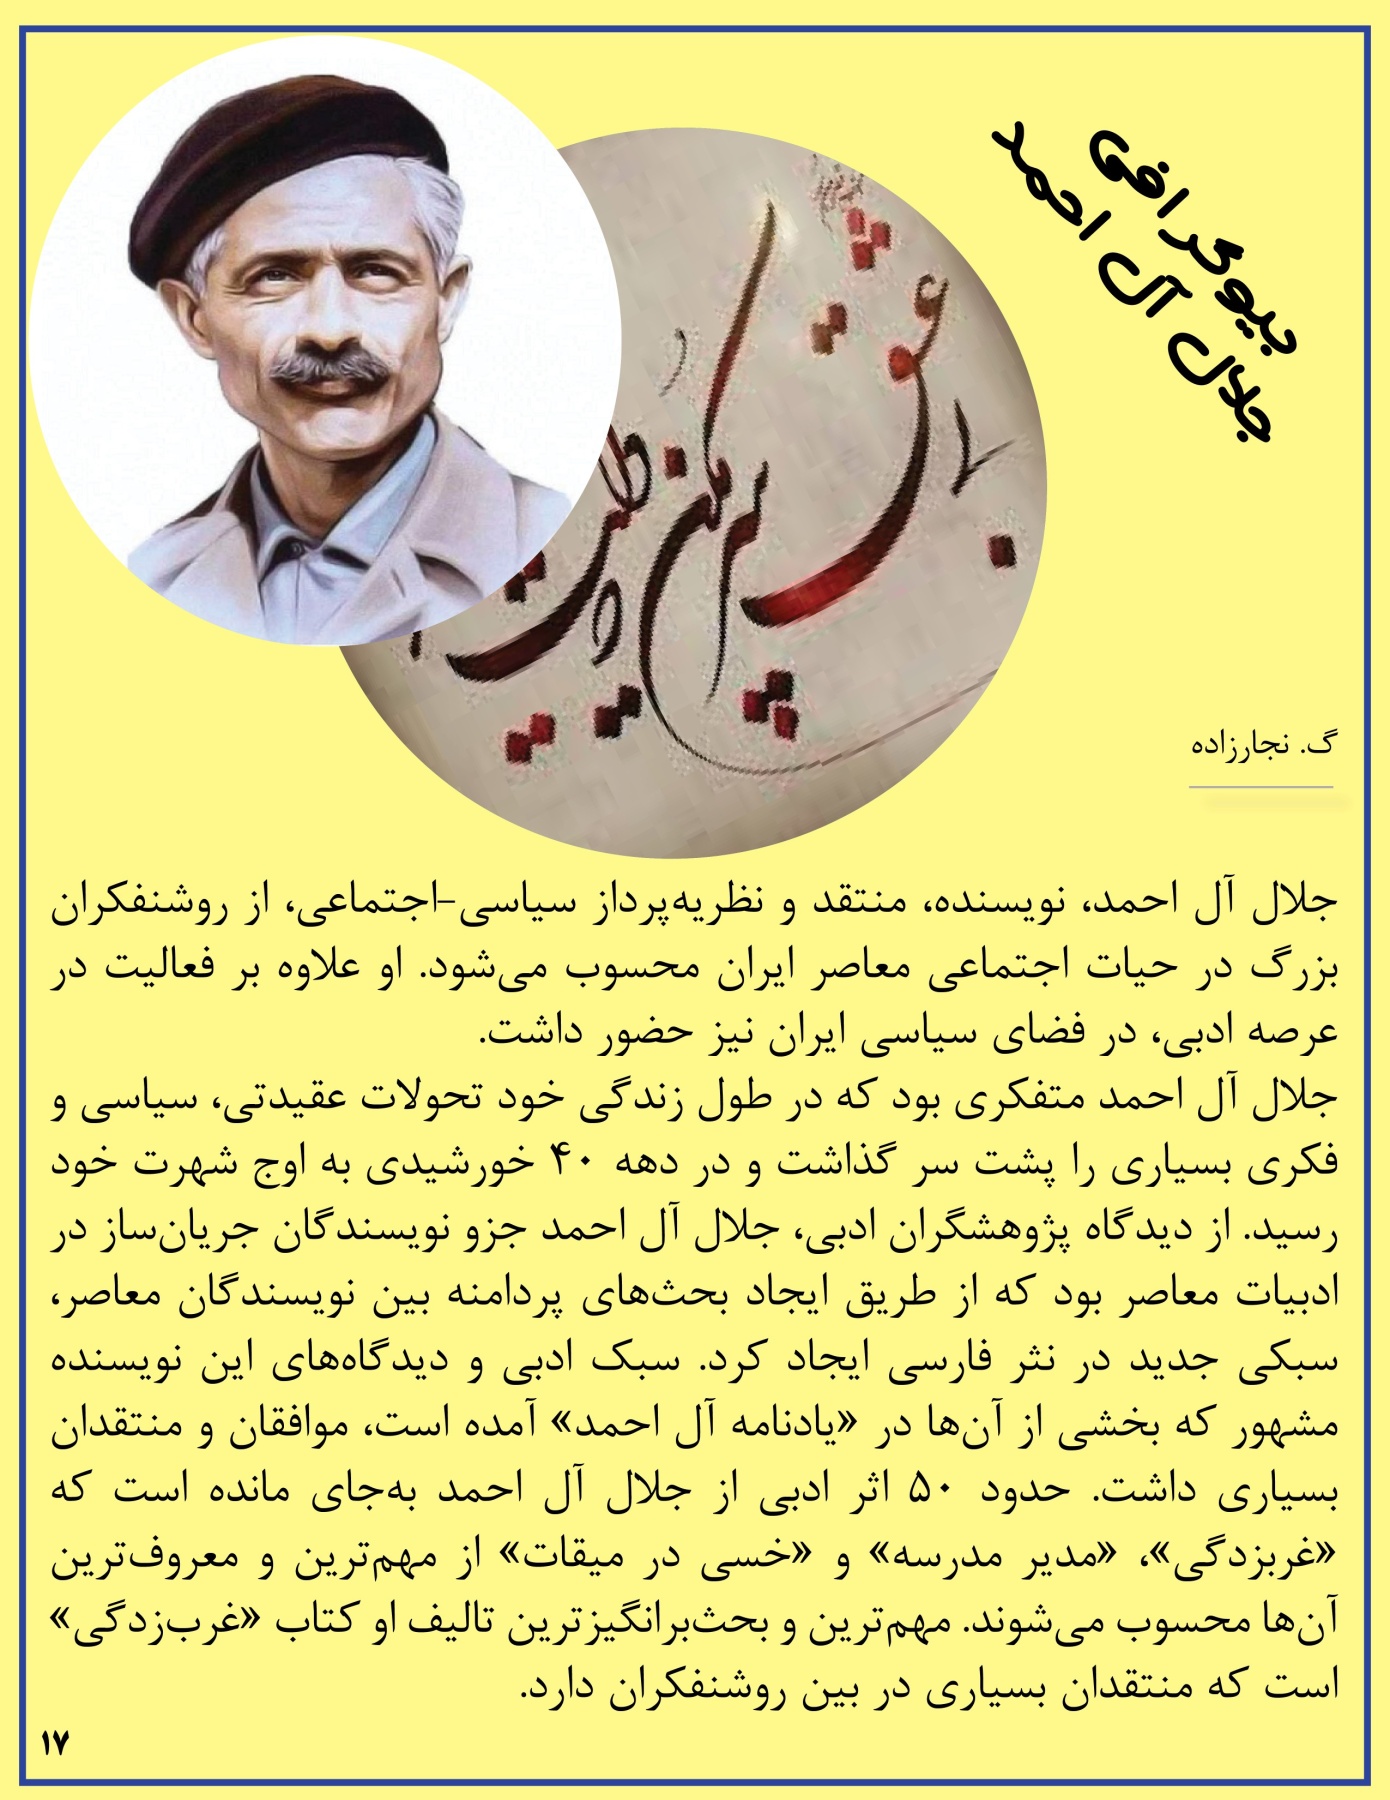 بیوگرافی
جلال آل احمد
گ. نجارزاده
جلال آل احمد، نویسنده، منتقد و نظریه‌پرداز سیاسی-اجتماعی، از روشنفکران
بزرگ در حیات اجتماعی معاصر ایران محسوب می‌شود. او علاوه بر فعالیت در
عرصه ادبی، در فضای سیاسی ایران نیز حضور داشت.
جلال آل احمد متفکری بود که در طول زندگی خود تحولات عقیدتی، سیاسی و
فکری بسیاری را پشت سر گذاشت و در دهه ۴۰ خورشیدی به اوج شهرت خود
رسید. از دیدگاه پژوهشگران ادبی، جلال آل احمد جزو نویسندگان جریان‌ساز در
ادبیات معاصر بود که از طریق ایجاد بحث‌های پردامنه بین نویسندگان معاصر،
سبکی جدید در نثر فارسی ایجاد کرد. سبک ادبی و دیدگاه‌های این نویسنده
مشهور که بخشی از آن‌ها در «یادنامه آل احمد» آمده است، موافقان و منتقدان
بسیاری داشت. حدود ۵۰ اثر ادبی از جلال آل احمد به‌جای مانده است که
«غربزدگی»، «مدیر مدرسه» و «خسی در میقات» از مهم‌ترین و معروف‌ترین
آن‌ها محسوب می‌شوند. مهم‌ترین و بحث‌برانگیزترین تالیف او کتاب «غرب‌زدگی»
است که منتقدان بسیاری در بین روشنفکران دارد.
۱۷